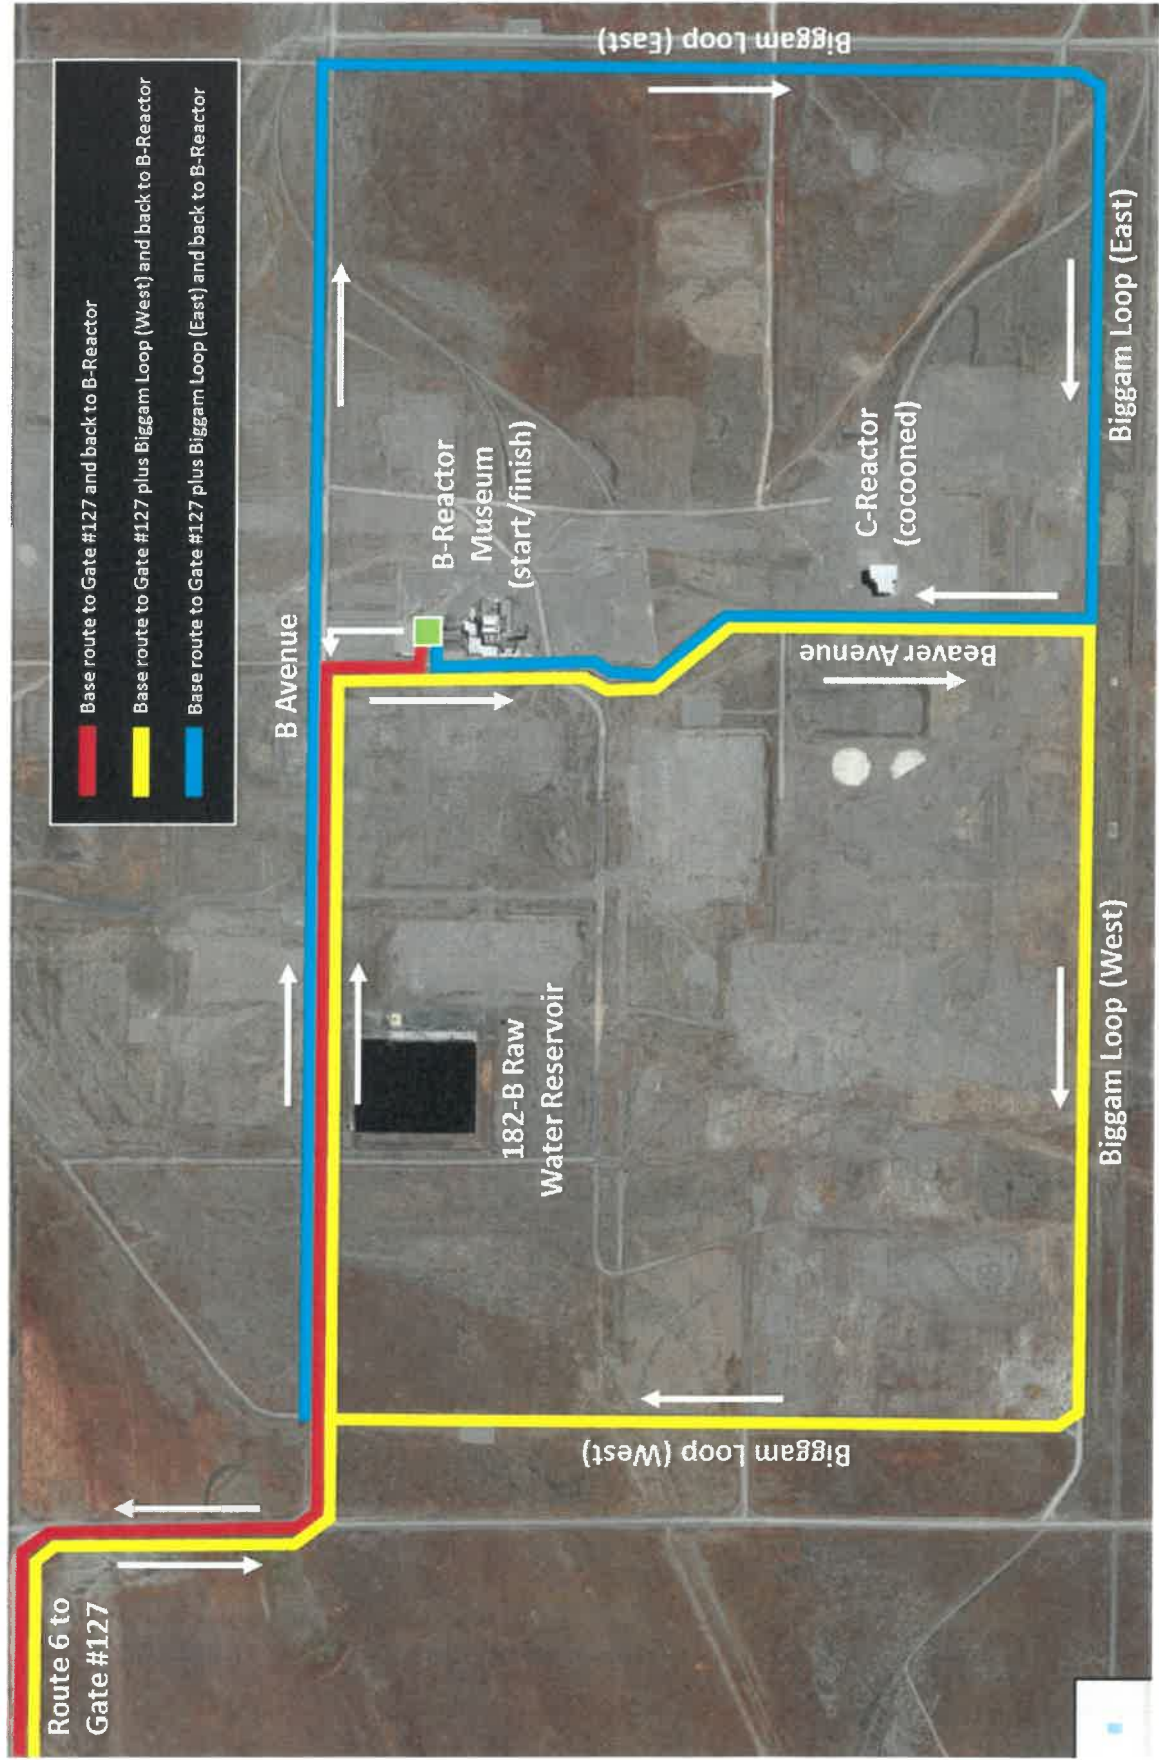 Base route to Gate #127 and back to B-Reactor
Base route to Gate #127 plus Biggam Loop (West) and back to B-Reactor
Base route to Gate #127 plus Biggam Loop (East) and back to B-Reactor
Route 6 to
Gate #127
B Avenue
182-B Raw
Water Reservoir
B-Reactor
Museum
(start/finish)
Biggam Loop (West)
Beaver Avenue
C-Reactor
(cocooned)
Biggam Loop (East)
Biggam Loop (West)
Biggam Loop (East)